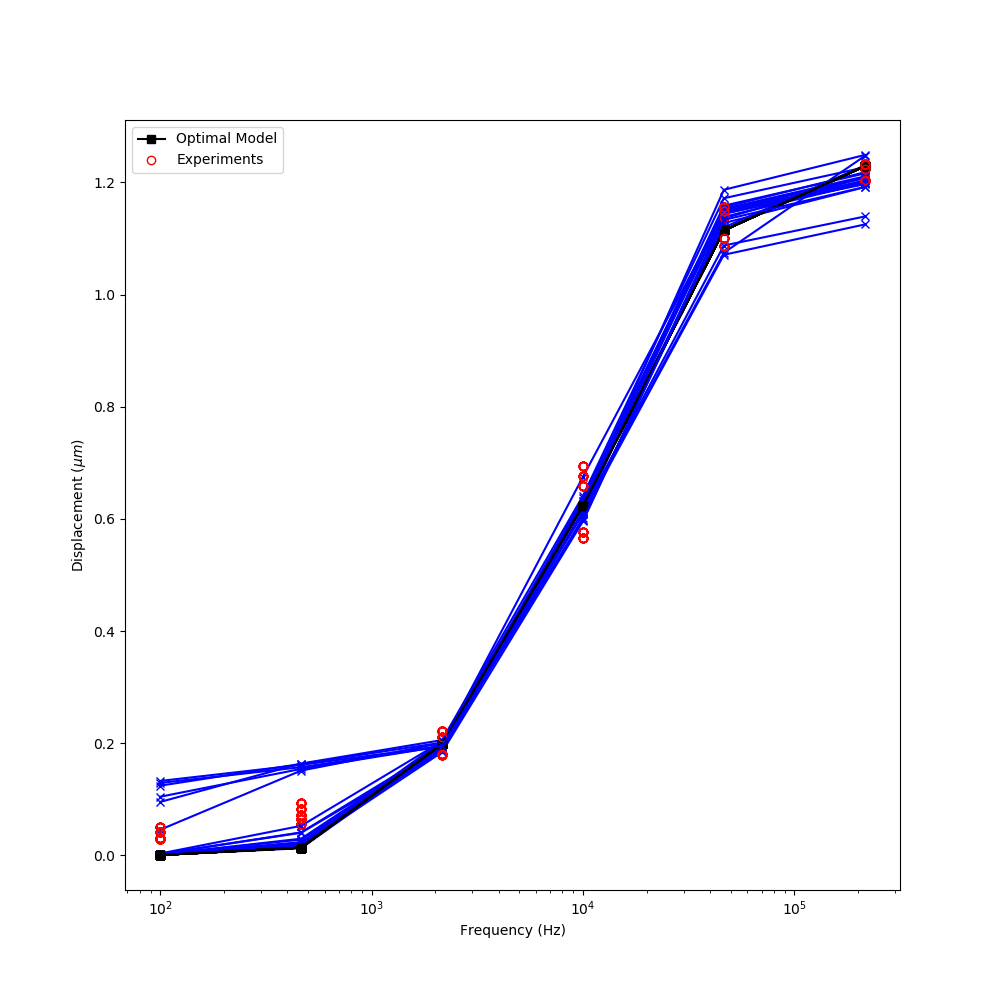 Optimal Model
Experiments
1.2
1.0
0.8
0.6
0.4
0.2
0.0
Displacement (μm)
10²
10³
10⁴
10⁵
Frequency (Hz)